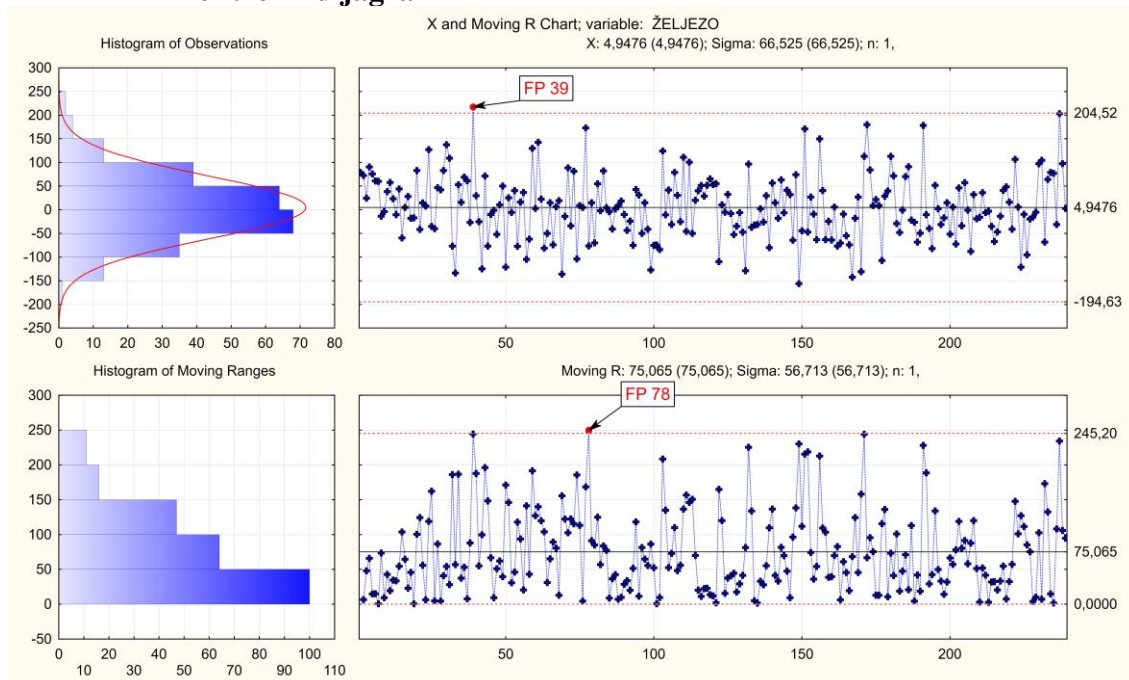 X and Moving R Chart; variable: ŽELJEZO
Histogram of Observations
X: 4,9476 (4,9476); Sigma: 66,525 (66,525); n: 1,
300
250
200
150
100
50
0
-50
-100
-150
-200
-250
0 10 20 30 40 50 60 70 80
FP 39
204,52
4,9476
-194,63
50 100 150 200
Histogram of Moving Ranges
Moving R: 75,065 (75,065); Sigma: 56,713 (56,713); n: 1,
300
250
200
150
100
50
0
-50
0 20 40 60 80 100
10 30 50 70 90 110
FP 78
245,20
75,065
0,0000
50 100 150 200